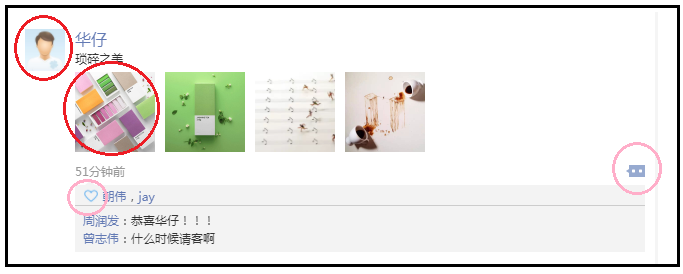 华仔
琐碎之美
51分钟前
胡伟，jay
周润发：恭喜华仔！！！
曾志伟：什么时候请客啊